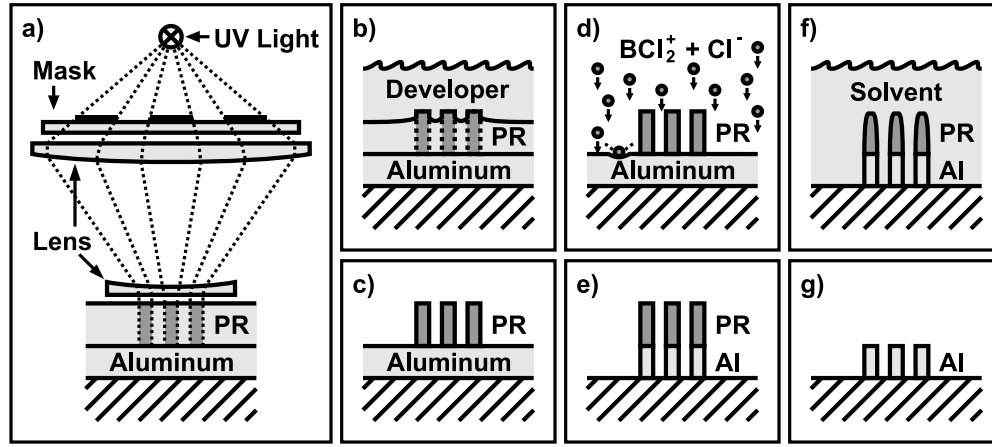 a)
UV Light
Mask
Lens
PR
Aluminum
b)
Developer
PR
Aluminum
c)
PR
Aluminum
d)
BCl₂⁺ + Cl⁻
PR
Aluminum
e)
PR
Al
f)
Solvent
PR
Al
g)
Al